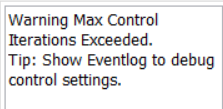 Warning Max Control
Iterations Exceeded.
Tip: Show Eventlog to debug
control settings.